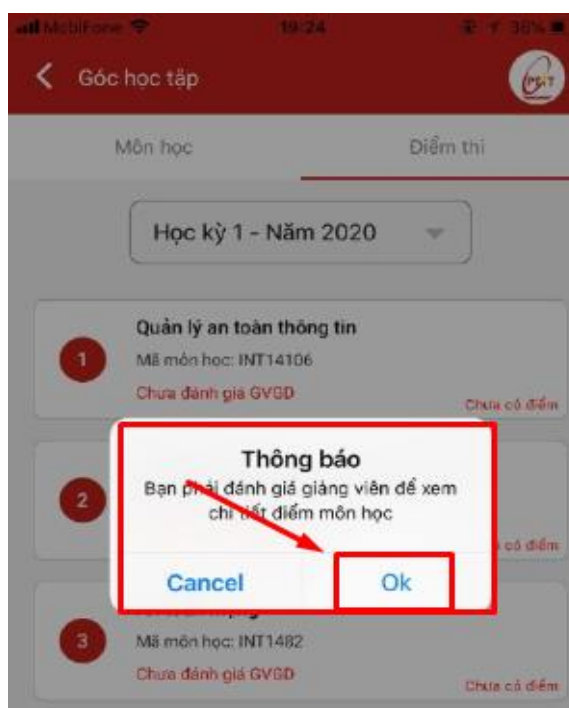 MobiFone
19:24
36%
Góc học tập
PTIT
Môn học
Điểm thi
Học kỳ 1 - Năm 2020
1
Quản lý an toàn thông tin
Mã môn học: INT14106
Chưa đánh giá GVGD
Chưa có điểm
Thông báo
Bạn phải đánh giá giảng viên để xem
chi tiết điểm môn học
2
có điểm
Cancel
Ok
3
Mã môn học: INT1482
Chưa đánh giá GVGD
Chưa có điểm